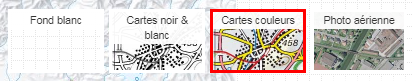 Fond blanc
Cartes noir &
blanc
Cartes couleurs
458
Photo aérienne